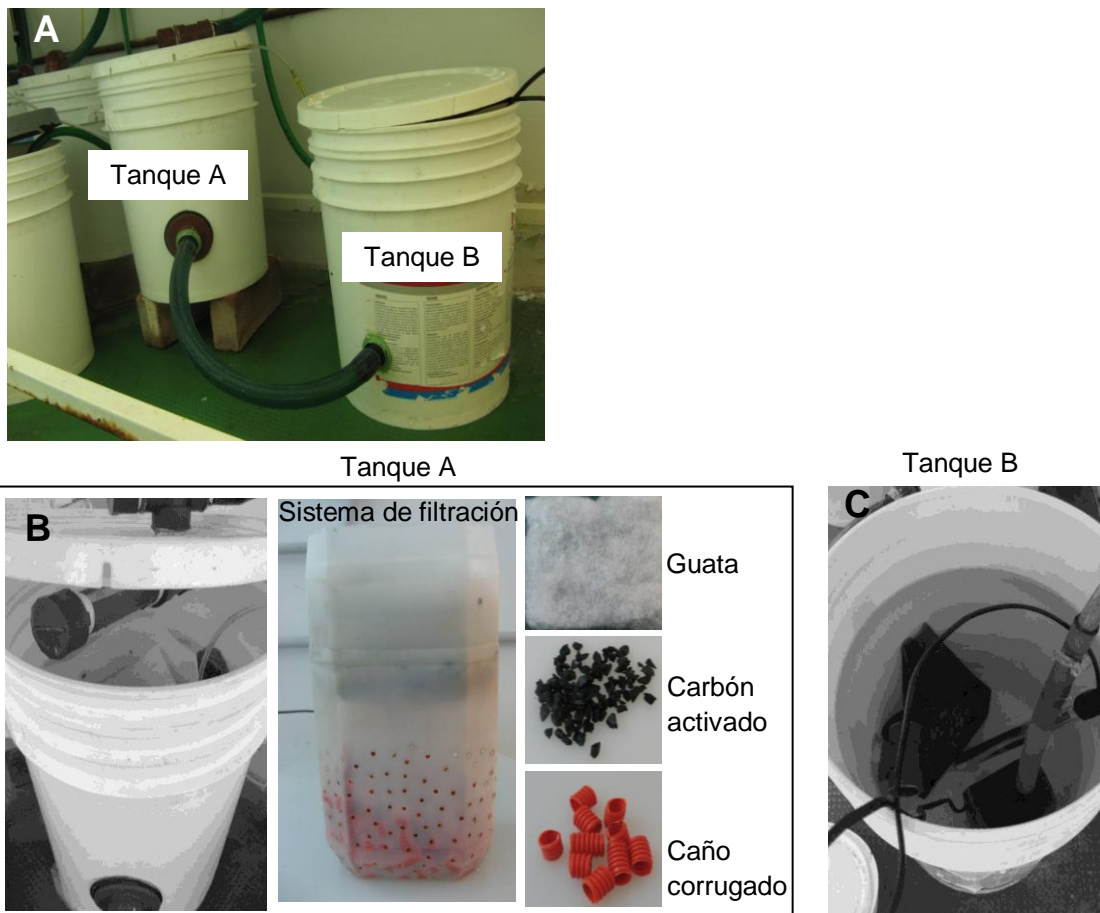 A
Tanque A
Tanque B
Tanque A
Tanque B
B
Sistema de filtración
Guata
Carbón
activado
Caño
corrugado
C